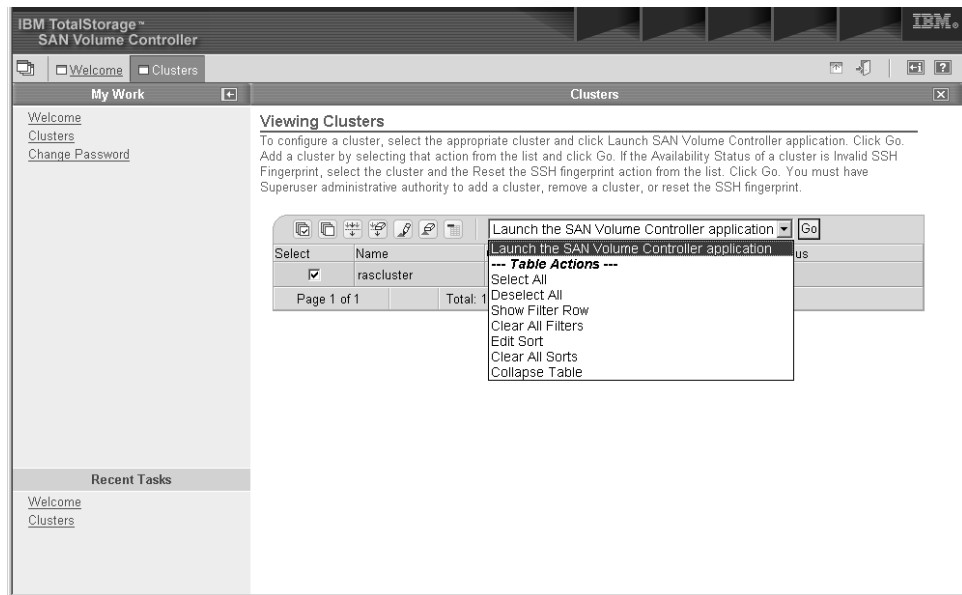 IBM TotalStorage™
SAN Volume Controller
IBM®
Welcome
Clusters
My Work
Clusters
Welcome
Clusters
Change Password
Viewing Clusters
To configure a cluster, select the appropriate cluster and click Launch SAN Volume Controller application. Click Go.
Add a cluster by selecting that action from the list and click Go. If the Availability Status of a cluster is Invalid SSH
Fingerprint, select the cluster and the Reset the SSH fingerprint action from the list. Click Go. You must have
Superuser administrative authority to add a cluster, remove a cluster, or reset the SSH fingerprint.
Launch the SAN Volume Controller application
Go
Select Name us
Launch the SAN Volume Controller application
--- Table Actions ---
Select All
Deselect All
Show Filter Row
Clear All Filters
Edit Sort
Clear All Sorts
Collapse Table
rascluster
Page 1 of 1 Total: 1
Recent Tasks
Welcome
Clusters